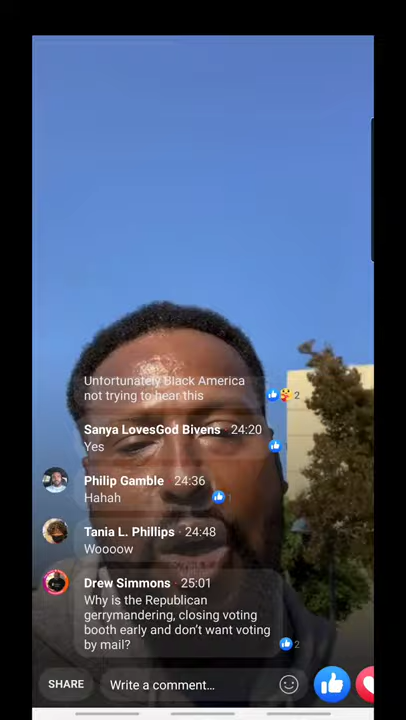 Unfortunately Black America
not trying to hear this
2
Sanya LovesGod Bivens · 24:20
Yes
Philip Gamble · 24:36
Hahah
1
Tania L. Phillips · 24:48
Woooow
Drew Simmons · 25:01
Why is the Republican
gerrymandering, closing voting
booth early and don't want voting
by mail?
2
SHARE
Write a comment...